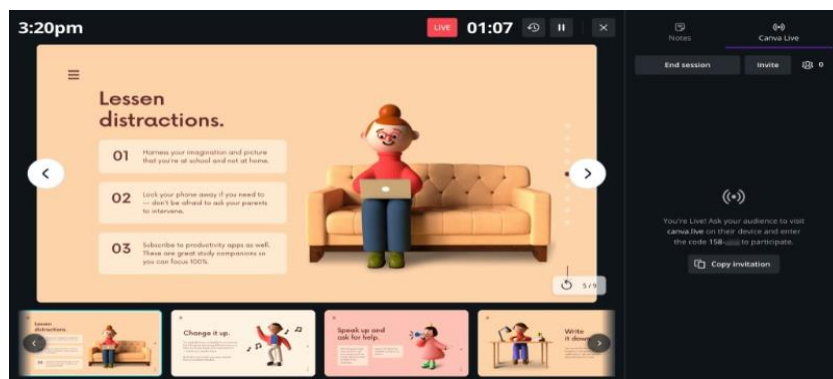 3:20pm
LIVE 01:07
Notes
Canva Live
End session
Invite
0
Lessen
distractions.
01
Harness your imagination and picture
that you're at school and not at home.
02
Lock your phone away if you need to
— don't be afraid to ask your parents
to intervene.
03
Subscribe to productivity apps as well.
These are great study companions so
you can focus 100%.
5/9
You're Live! Ask your audience to visit
canva.live on their device and enter
the code 158- to participate.
Copy invitation
Lessen
distractions.
Change it up.
Speak up and
ask for help.
Write
it down